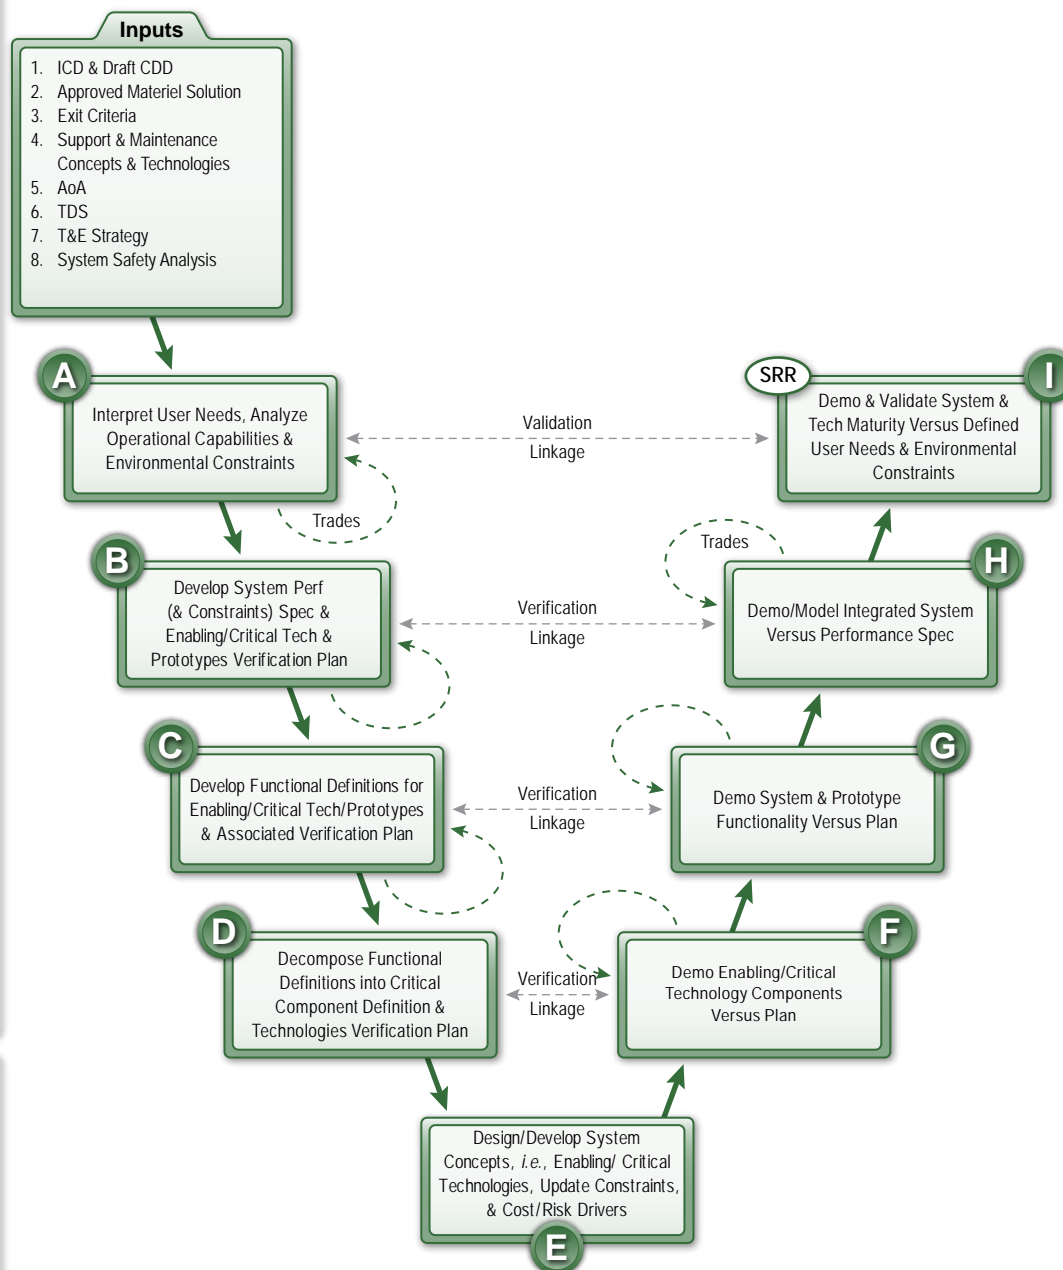 Inputs
1. ICD & Draft CDD
2. Approved Materiel Solution
3. Exit Criteria
4. Support & Maintenance
Concepts & Technologies
5. AoA
6. TDS
7. T&E Strategy
8. System Safety Analysis
A
Interpret User Needs, Analyze
Operational Capabilities &
Environmental Constraints
Trades
Validation
Linkage
SRR
I
Demo & Validate System &
Tech Maturity Versus Defined
User Needs & Environmental
Constraints
B
Develop System Perf
(& Constraints) Spec &
Enabling/Critical Tech &
Prototypes Verification Plan
Verification
Linkage
Trades
H
Demo/Model Integrated System
Versus Performance Spec
C
Develop Functional Definitions for
Enabling/Critical Tech/Prototypes
& Associated Verification Plan
Verification
Linkage
G
Demo System & Prototype
Functionality Versus Plan
D
Decompose Functional
Definitions into Critical
Component Definition &
Technologies Verification Plan
Verification
Linkage
F
Demo Enabling/Critical
Technology Components
Versus Plan
Design/Develop System
Concepts, i.e., Enabling/ Critical
Technologies, Update Constraints,
& Cost/Risk Drivers
E